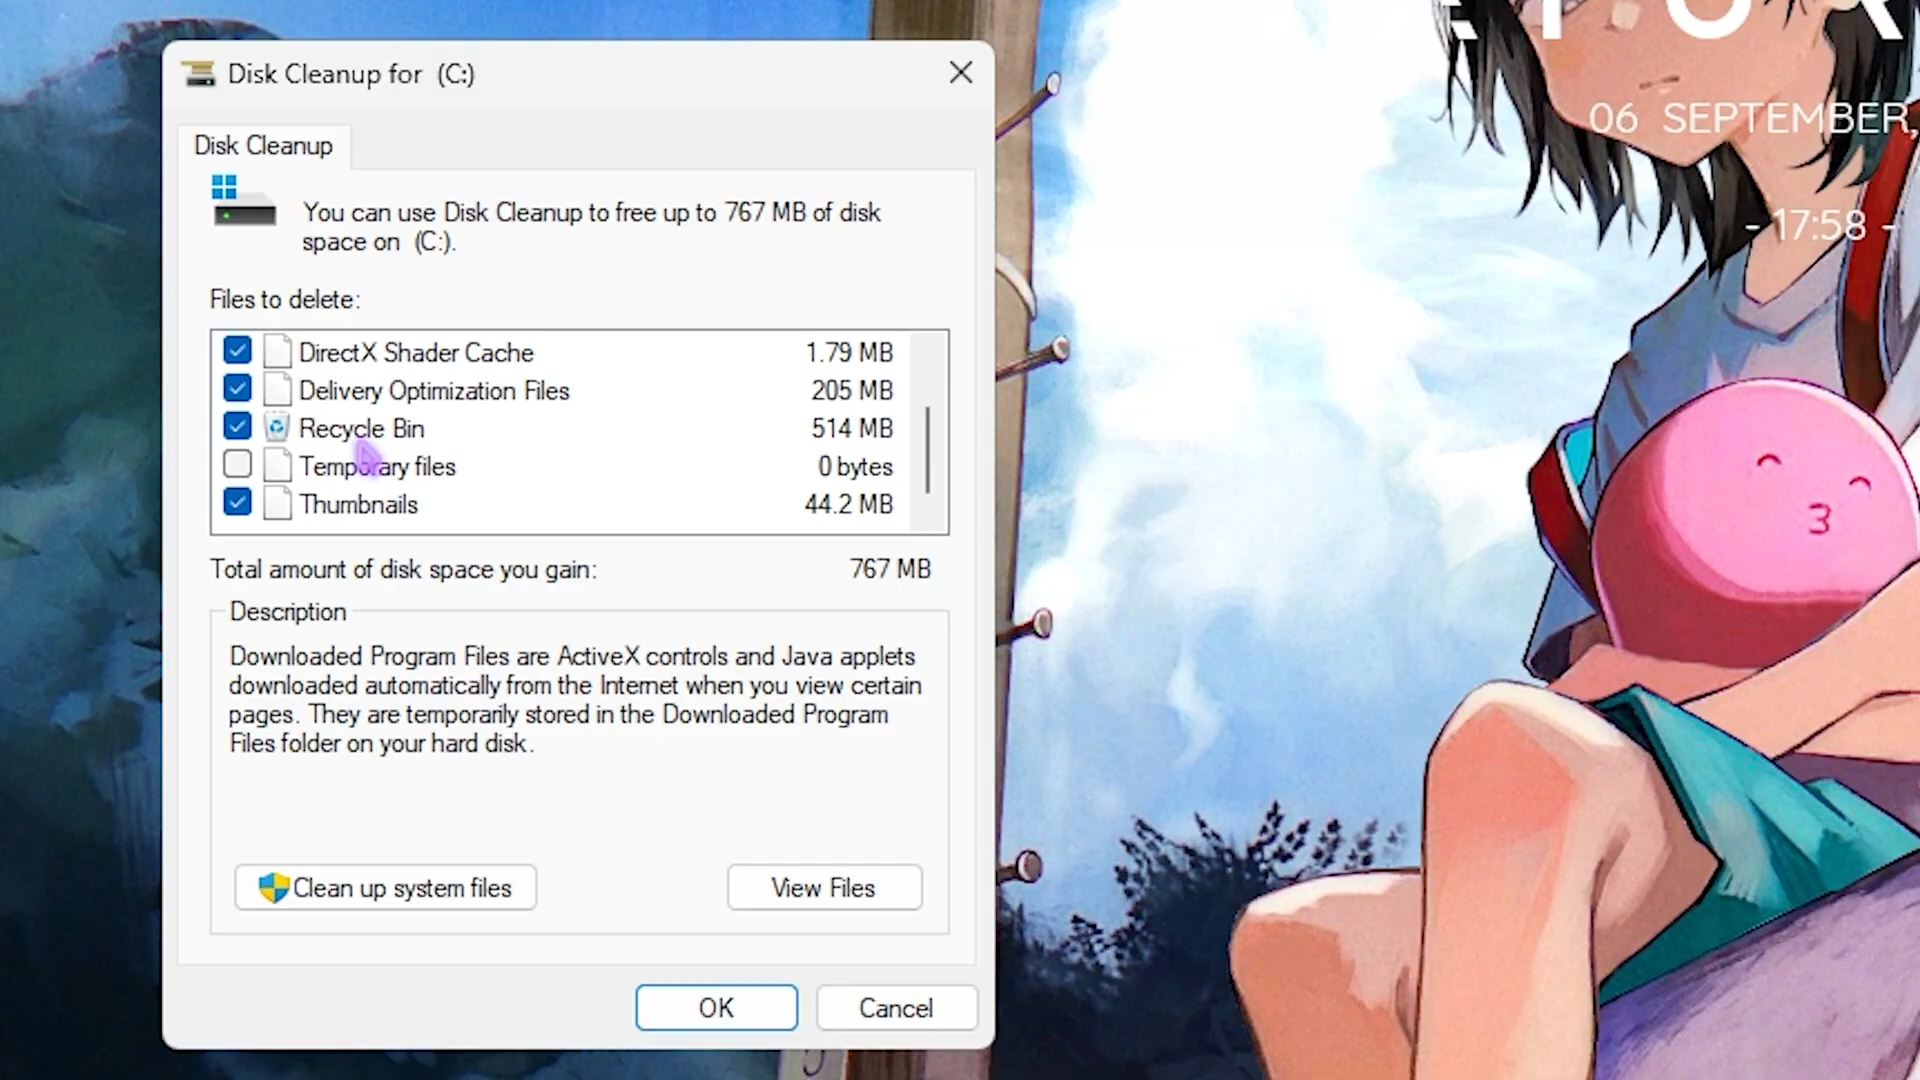 Disk Cleanup for (C:)
Disk Cleanup
You can use Disk Cleanup to free up to 767 MB of disk
space on (C:).
Files to delete:
DirectX Shader Cache 1.79 MB
Delivery Optimization Files 205 MB
Recycle Bin 514 MB
Temporary files 0 bytes
Thumbnails 44.2 MB
Total amount of disk space you gain: 767 MB
Description
Downloaded Program Files are ActiveX controls and Java applets
downloaded automatically from the Internet when you view certain
pages. They are temporarily stored in the Downloaded Program
Files folder on your hard disk.
Clean up system files
View Files
OK
Cancel
06 SEPTEMBER,
- 17:58 -